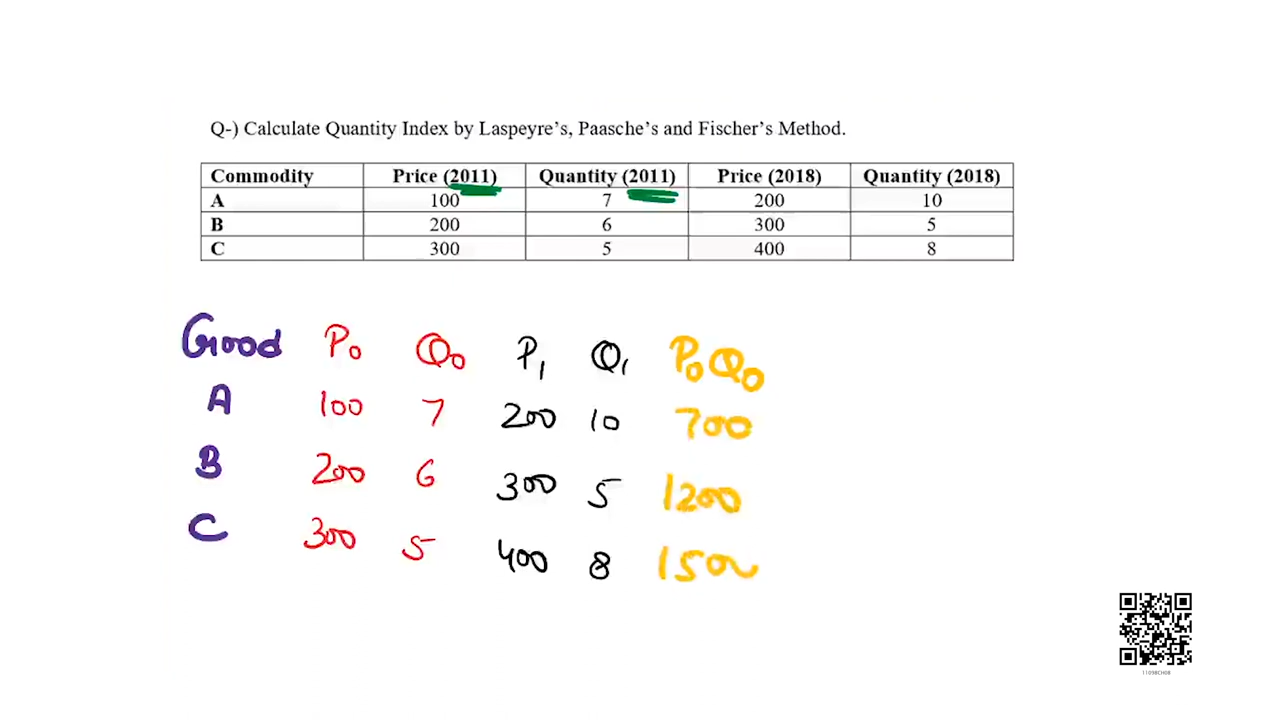 Q-) Calculate Quantity Index by Laspeyre’s, Paasche’s and Fischer’s Method.
Commodity Price (2011) Quantity (2011) Price (2018) Quantity (2018)
A 100 7 200 10
B 200 6 300 5
C 300 5 400 8
Good P₀ Q₀ P₁ Q₁ P₀Q₀
A 100 7 200 10 700
B 200 6 300 5 1200
C 300 5 400 8 1500
11098CH08